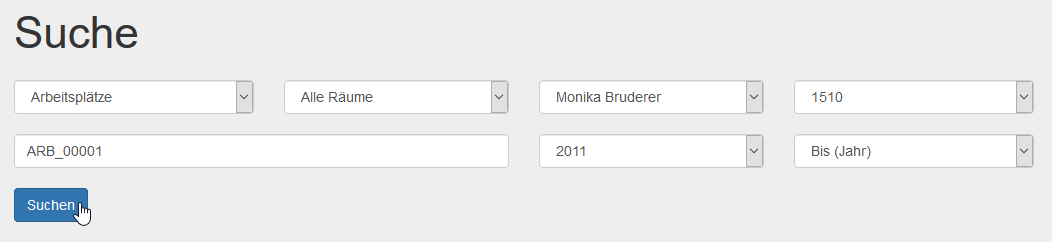 Suche
Arbeitsplätze Alle Räume Monika Bruderer 1510
ARB_00001 2011 Bis (Jahr)
Suchen